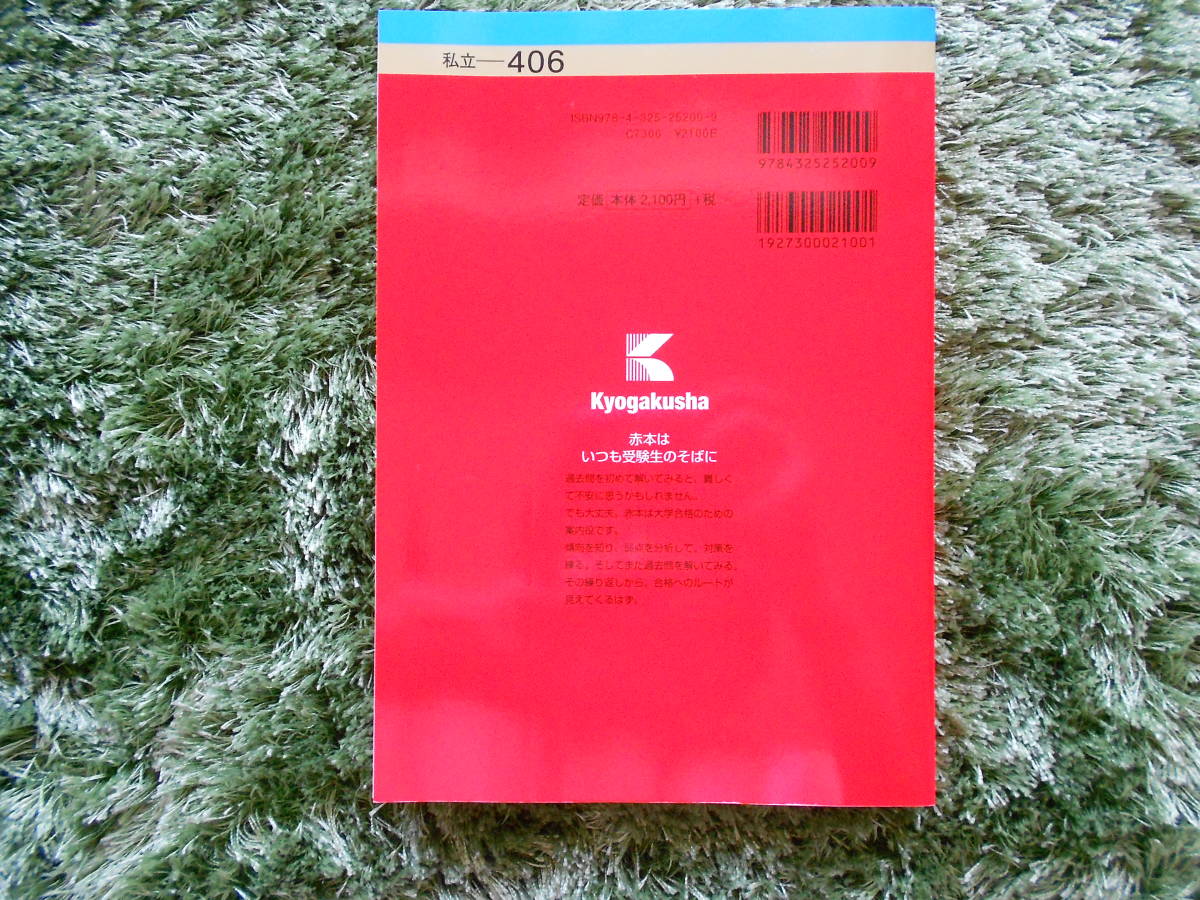 私立―406
ISBN978-4-325-25200-9
C7300 ¥2100E
9784325252009
定価 本体2,100円 +税
1927300021001
Kyogakusha
赤本は
いつも受験生のそばに
過去問を初めて解いてみると、難しく
て不安に思うかもしれません。
でも大丈夫。赤本は大学合格のための
案内役です。
傾向を知り、弱点を分析して、対策を
練る。そしてまた過去問を解いてみる。
その繰り返しから、合格へのルートが
見えてくるはず。